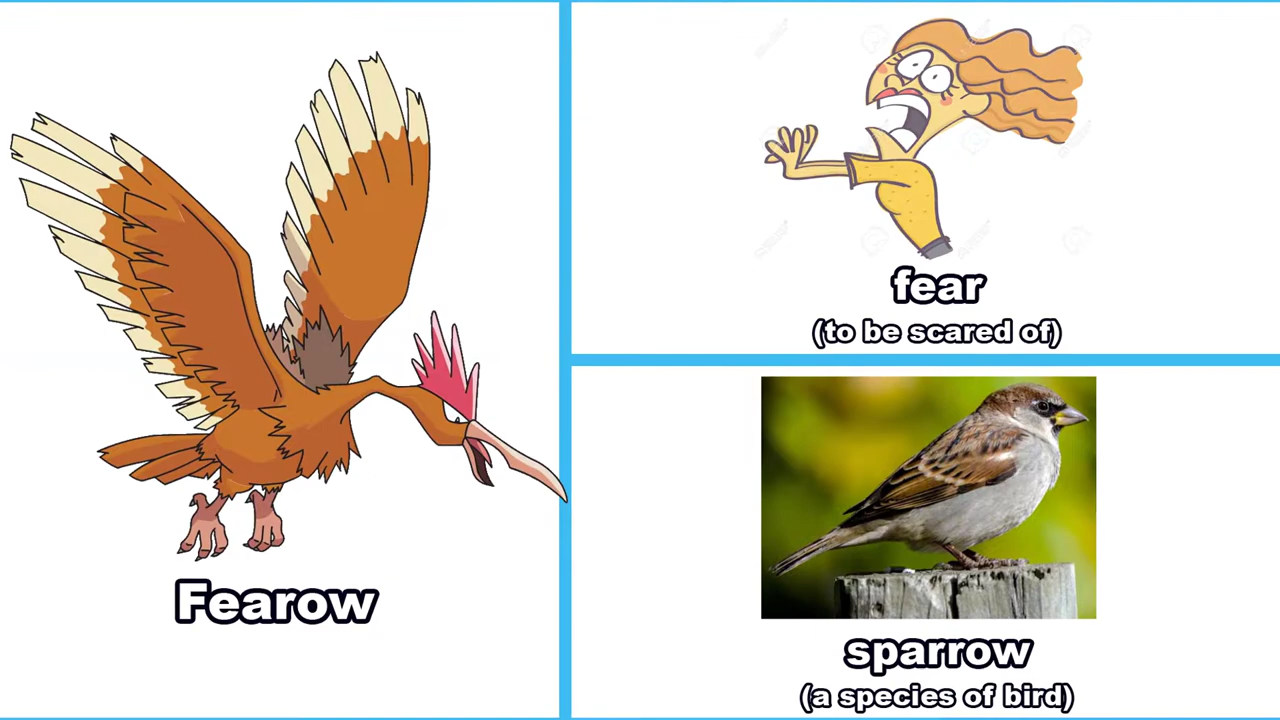 Fearow
fear
(to be scared of)
sparrow
(a species of bird)